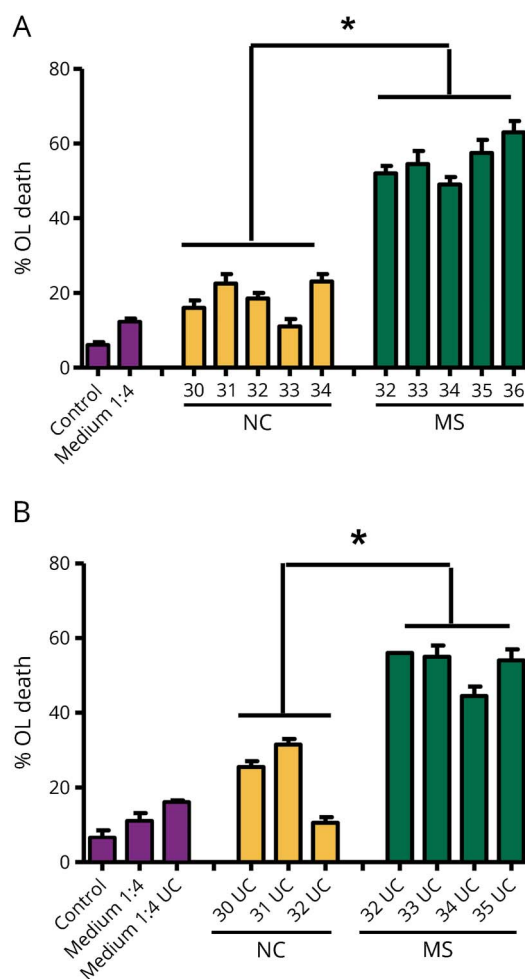 A
*
80
60
40
20
0
% OL death
Control
Medium 1:4
30 31 32 33 34
32 33 34 35 36
NC
MS
B
*
80
60
40
20
0
% OL death
Control
Medium 1:4
Medium 1:4 UC
30 UC
31 UC
32 UC
32 UC
33 UC
34 UC
35 UC
NC
MS